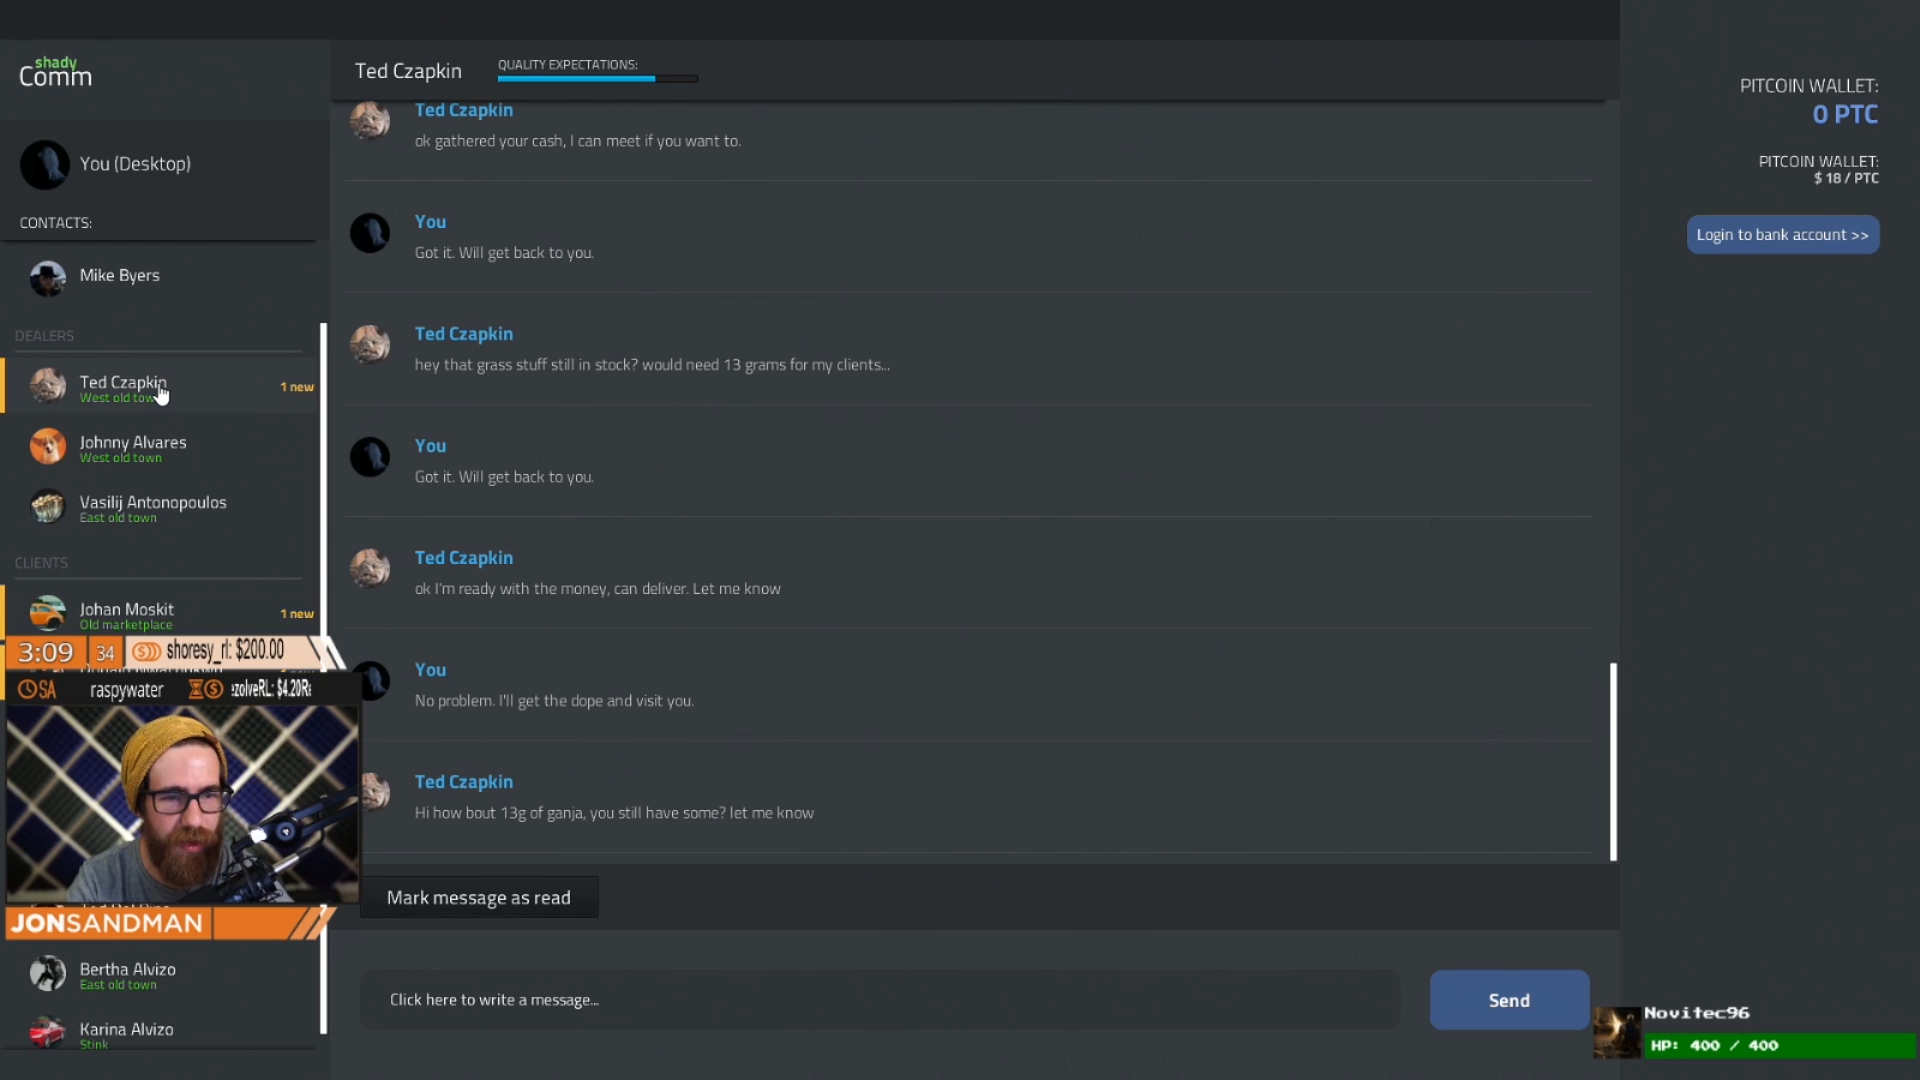 shady
Comm
You (Desktop)
CONTACTS:
Mike Byers
DEALERS
Ted Czapkin
West old town
1 new
Johnny Alvares
West old town
Vasilij Antonopoulos
East old town
CLIENTS
Johan Moskit
Old marketplace
1 new
3:09
34
shoresy_rl: $200.00
SA
raspywater
ezolveRL: $4.20
JONSANDMAN
Bertha Alvizo
East old town
Karina Alvizo
Stink
Ted Czapkin
QUALITY EXPECTATIONS:
Ted Czapkin
ok gathered your cash, I can meet if you want to.
You
Got it. Will get back to you.
Ted Czapkin
hey that grass stuff still in stock? would need 13 grams for my clients...
You
Got it. Will get back to you.
Ted Czapkin
ok I'm ready with the money, can deliver. Let me know
You
No problem. I'll get the dope and visit you.
Ted Czapkin
Hi how bout 13g of ganja, you still have some? let me know
Mark message as read
Click here to write a message...
Send
PITCOIN WALLET:
0 PTC
PITCOIN WALLET:
$ 18 / PTC
Login to bank account >>
Novitec96
HP: 400 / 400